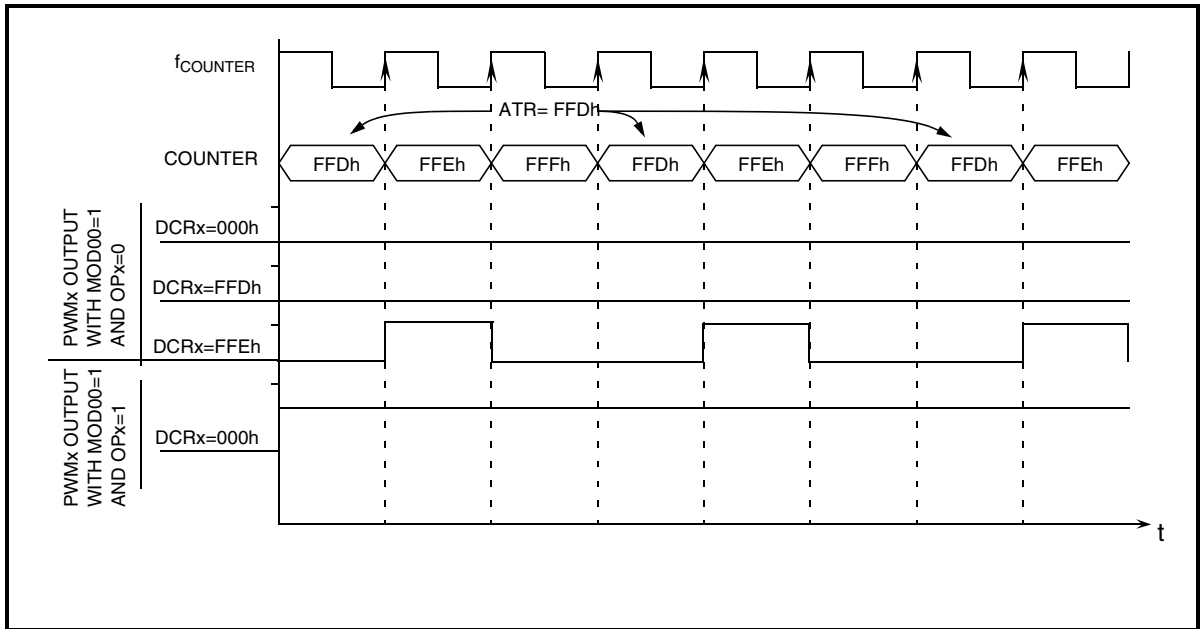 fCOUNTER
ATR= FFDh
COUNTER
FFDh FFEh FFFh FFDh FFEh FFFh FFDh FFEh
PWMx OUTPUT
WITH MOD00=1
AND OPx=0
DCRx=000h
DCRx=FFDh
DCRx=FFEh
PWMx OUTPUT
WITH MOD00=1
AND OPx=1
DCRx=000h
t